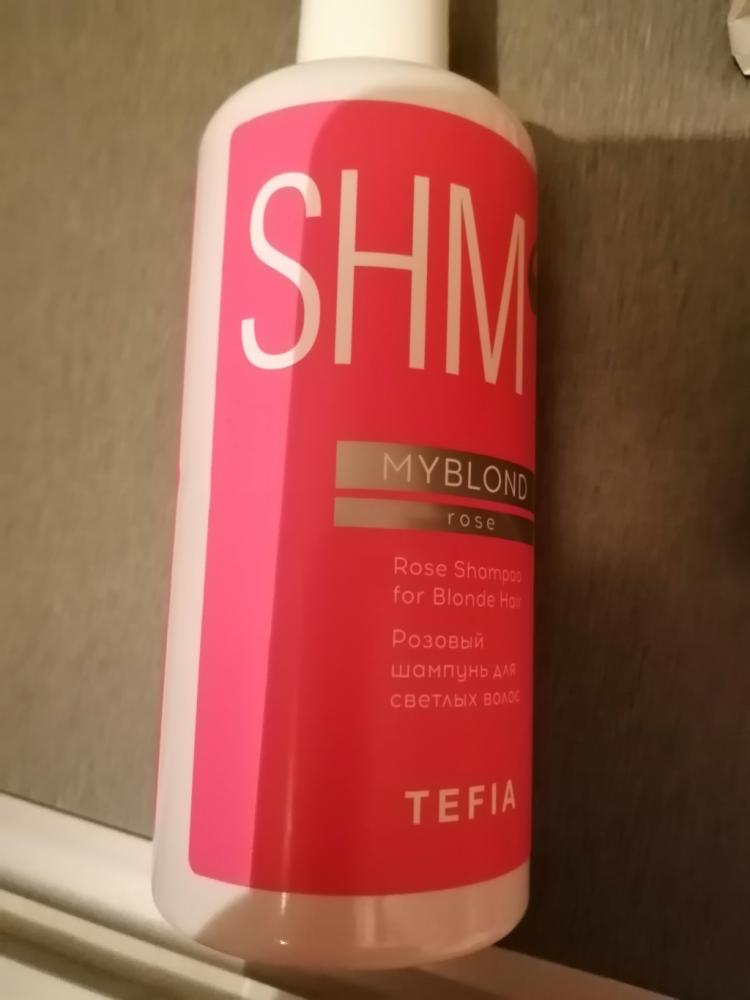 SHM
MYBLOND
rose
Rose Shampoo
for Blonde Hair
Розовый
шампунь для
светлых волос
TEFIA